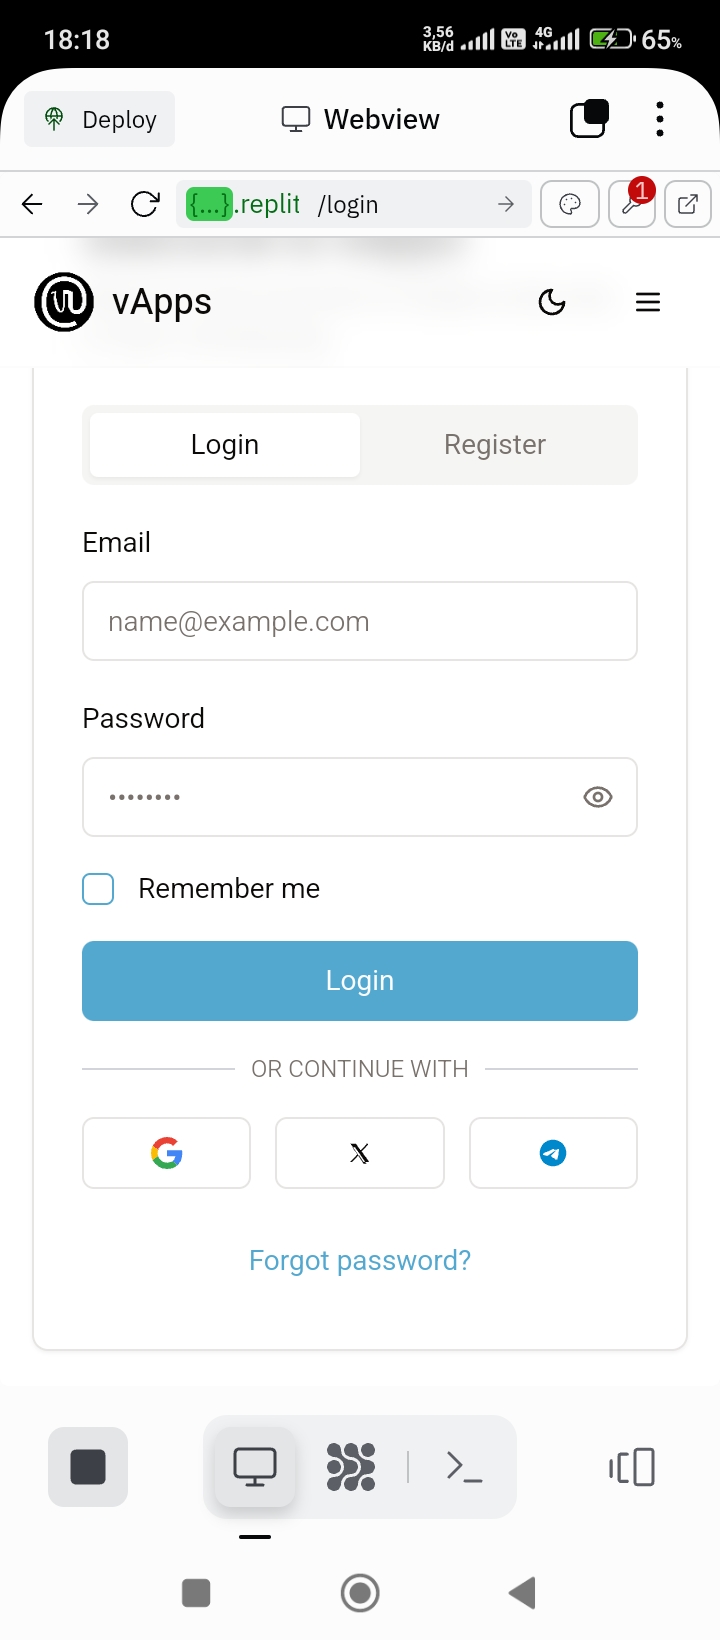 18:18
3,56 KB/d
Vo LTE
4G
65%
Deploy
Webview
{...}.replit /login
1
vApps
Login
Register
Email
name@example.com
Password
Remember me
Login
OR CONTINUE WITH
Forgot password?